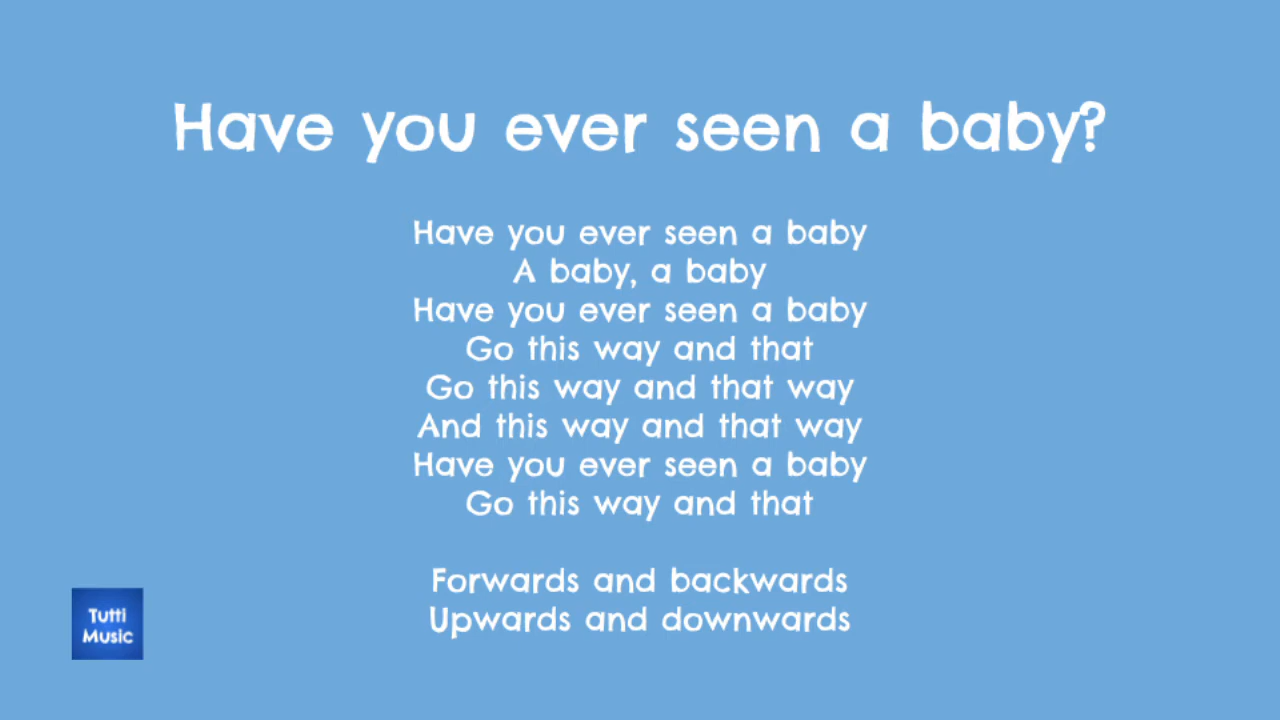 Have you ever seen a baby?
Have you ever seen a baby
A baby, a baby
Have you ever seen a baby
Go this way and that
Go this way and that way
And this way and that way
Have you ever seen a baby
Go this way and that
Forwards and backwards
Upwards and downwards
Tutti
Music